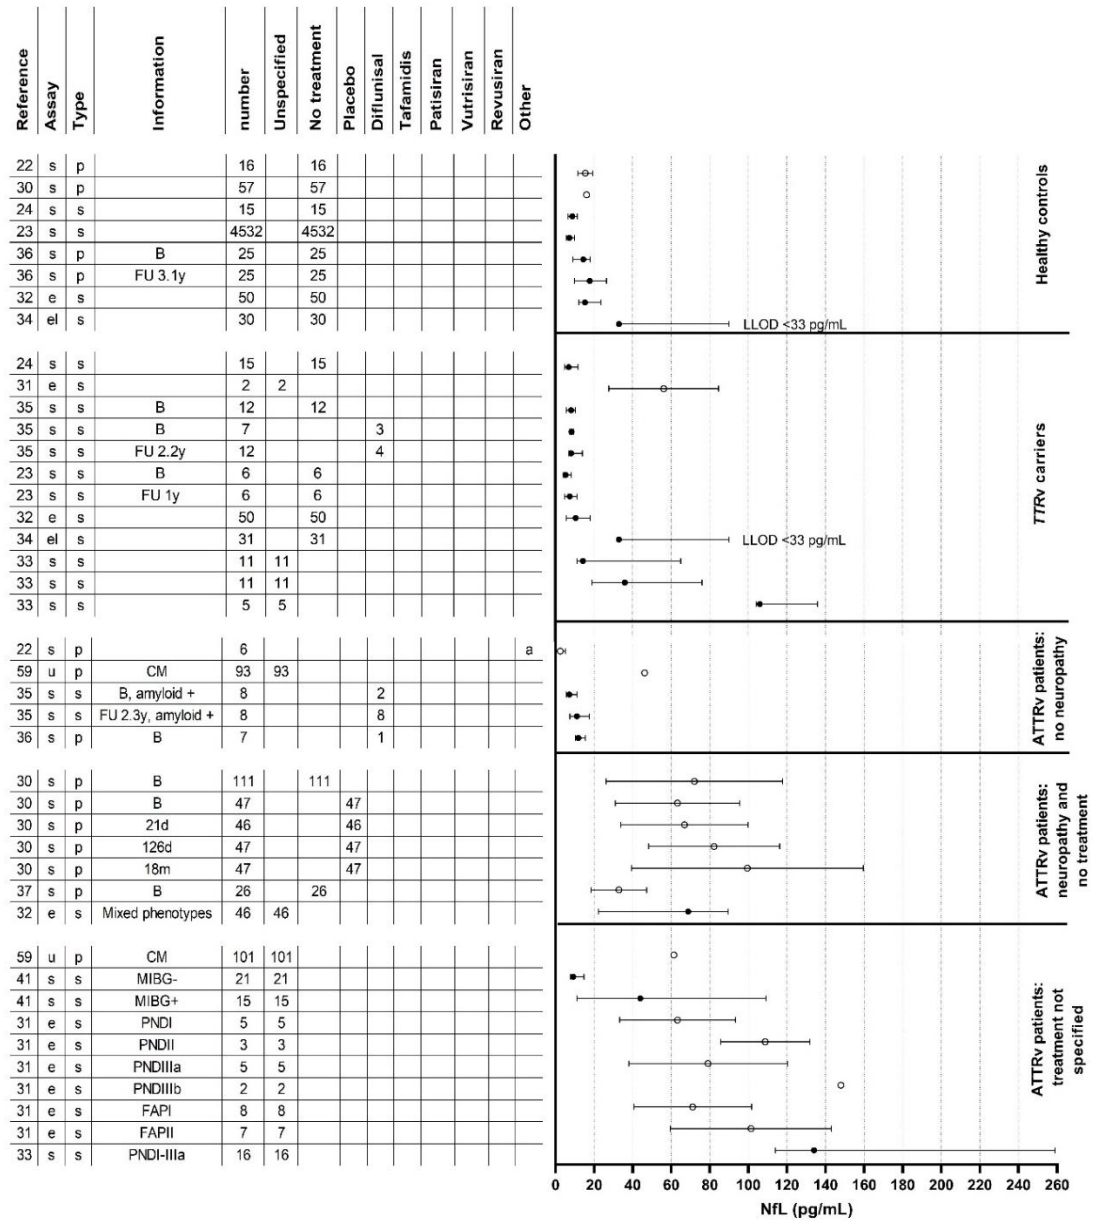 Reference Assay Type Information number Unspecified No treatment Placebo Diflunisal Tafamidis Patisiran Vutrisiran Revusiran Other
22 s p 16 16
30 s p 57 57
24 s s 15 15
23 s s 4532 4532
36 s p B 25 25
36 s p FU 3.1y 25 25
32 e s 50 50
34 el s 30 30 LLOD <33 pg/mL
Healthy controls
24 s s 15 15
31 e s 2 2
35 s s B 12 12
35 s s B 7 3
35 s s FU 2.2y 12 4
23 s s B 6 6
23 s s FU 1y 6 6
32 e s 50 50
34 el s 31 31 LLOD <33 pg/mL
33 s s 11 11
33 s s 11 11
33 s s 5 5
TTRv carriers
22 s p 6 a
59 u p CM 93 93
35 s s B, amyloid + 8 2
35 s s FU 2.3y, amyloid + 8 8
36 s p B 7 1
ATTRv patients:
no neuropathy
30 s p B 111 111
30 s p B 47 47
30 s p 21d 46 46
30 s p 126d 47 47
30 s p 18m 47 47
37 s p B 26 26
32 e s Mixed phenotypes 46 46
ATTRv patients:
neuropathy and
no treatment
59 u p CM 101 101
41 s s MIBG- 21 21
41 s s MIBG+ 15 15
31 e s PNDI 5 5
31 e s PNDII 3 3
31 e s PNDIIIa 5 5
31 e s PNDIIIb 2 2
31 e s FAPI 8 8
31 e s FAPII 7 7
33 s s PNDI-IIIa 16 16
ATTRv patients:
treatment not
specified
0 20 40 60 80 100 120 140 160 180 200 220 240 260
NfL (pg/mL)